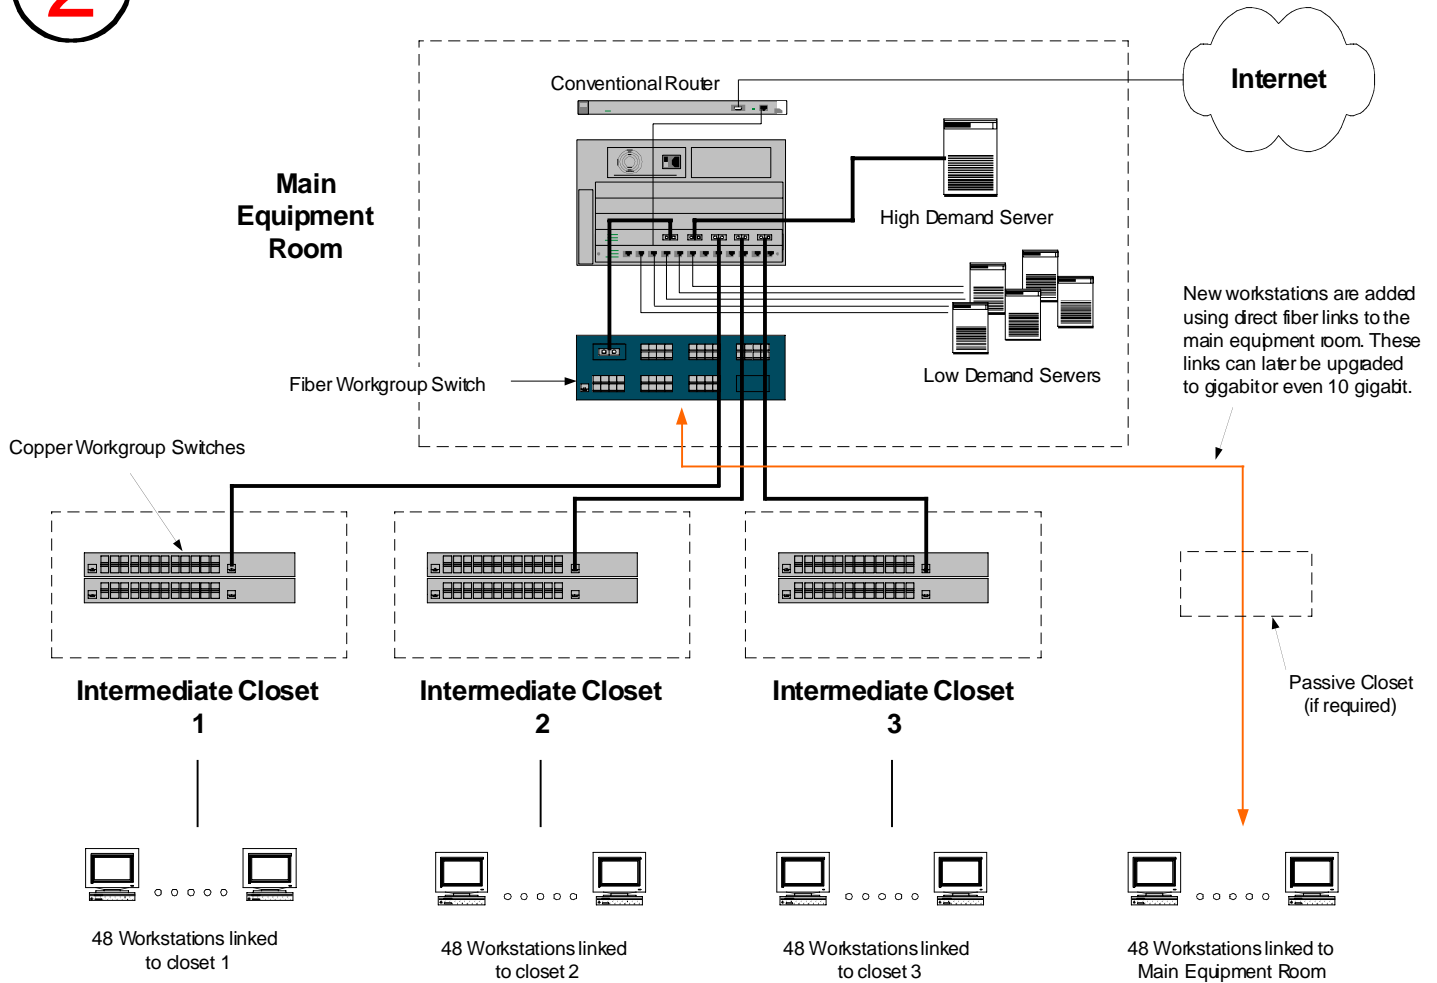 2
Conventional Router
Internet
Main
Equipment
Room
High Demand Server
Low Demand Servers
Fiber Workgroup Switch
New workstations are added
using direct fiber links to the
main equipment room. These
links can later be upgraded
to gigabit or even 10 gigabit.
Copper Workgroup Switches
Intermediate Closet
1
Intermediate Closet
2
Intermediate Closet
3
Passive Closet
(if required)
48 Workstations linked
to closet 1
48 Workstations linked
to closet 2
48 Workstations linked
to closet 3
48 Workstations linked to
Main Equipment Room